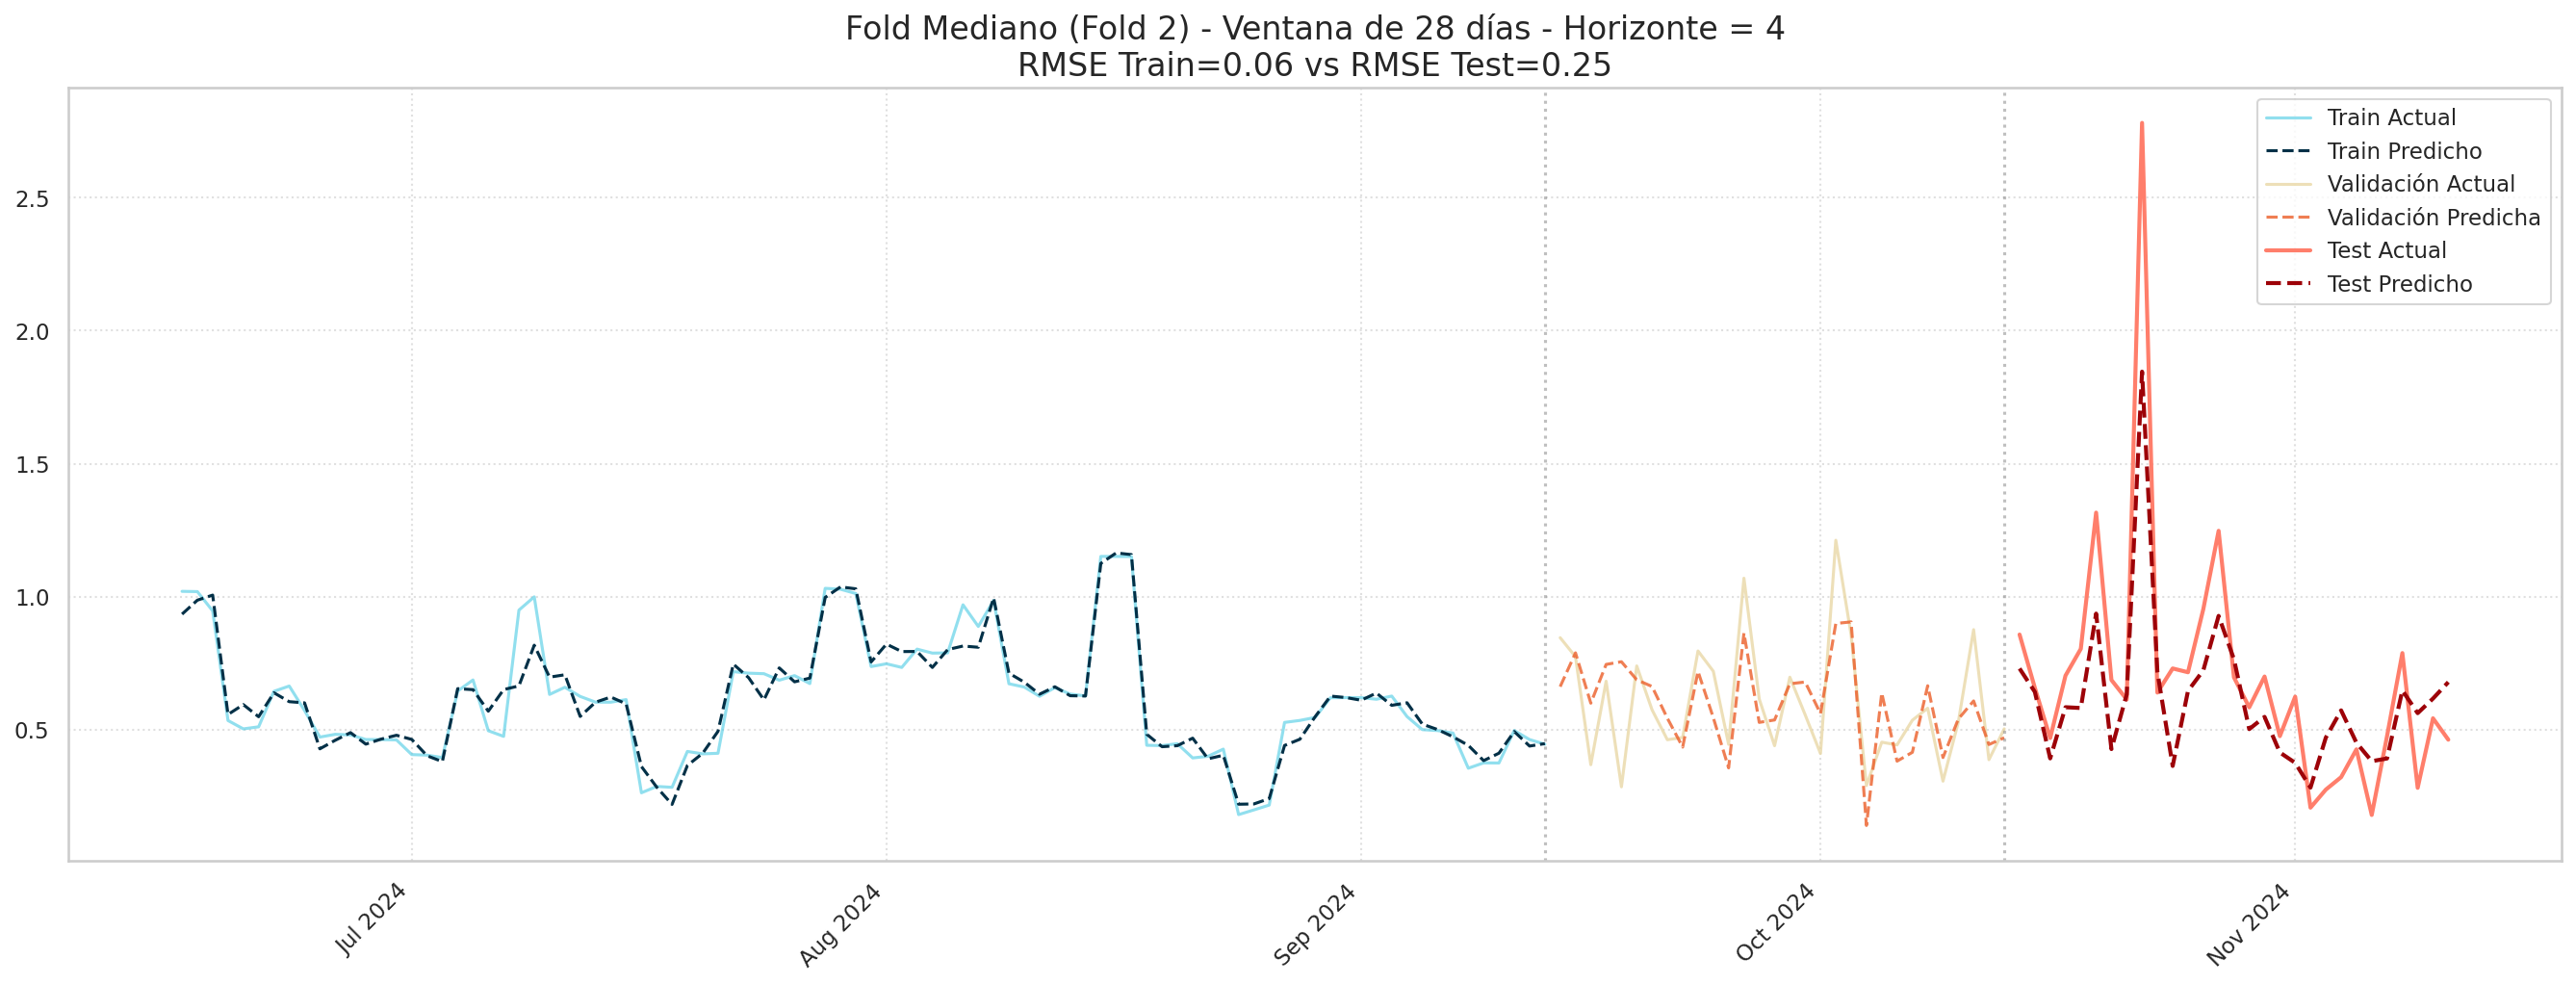 Fold Mediano (Fold 2) - Ventana de 28 días - Horizonte = 4
RMSE Train=0.06 vs RMSE Test=0.25
Train Actual
Train Predicho
Validación Actual
Validación Predicha
Test Actual
Test Predicho
2.5
2.0
1.5
1.0
0.5
Jul 2024
Aug 2024
Sep 2024
Oct 2024
Nov 2024